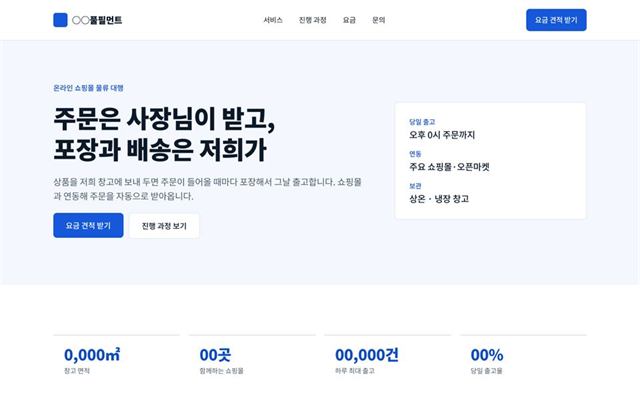 ○○풀필먼트
서비스 진행 과정 요금 문의
요금 견적 받기
온라인 쇼핑몰 물류 대행
주문은 사장님이 받고,
포장과 배송은 저희가
상품을 저희 창고에 보내 두면 주문이 들어올 때마다 포장해서 그날 출고합니다. 쇼핑몰
과 연동해 주문을 자동으로 받아옵니다.
요금 견적 받기
진행 과정 보기
당일 출고
오후 0시 주문까지
연동
주요 쇼핑몰·오픈마켓
보관
상온 · 냉장 창고
0,000㎡
창고 면적
00곳
함께하는 쇼핑몰
00,000건
하루 최대 출고
00%
당일 출고율